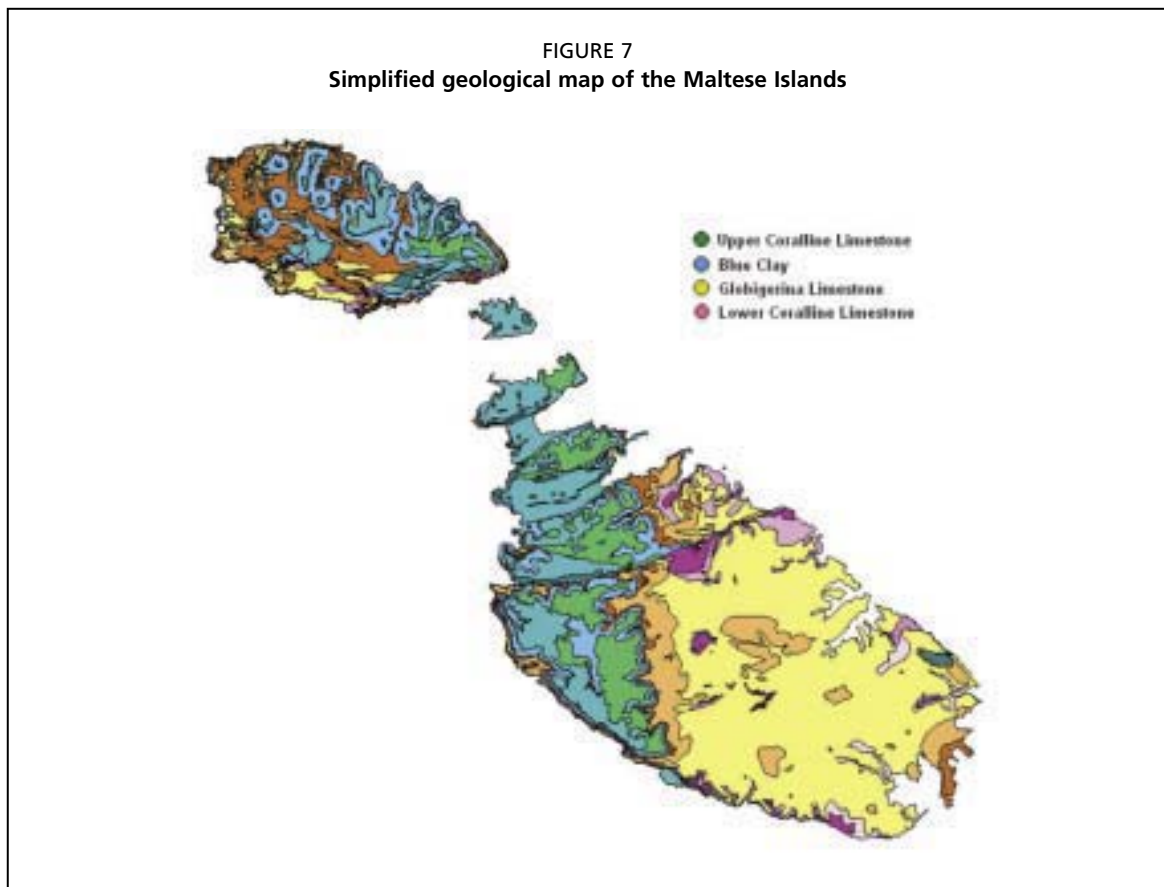 FIGURE 7
Simplified geological map of the Maltese Islands
Upper Coralline Limestone
Blue Clay
Globigerina Limestone
Lower Coralline Limestone